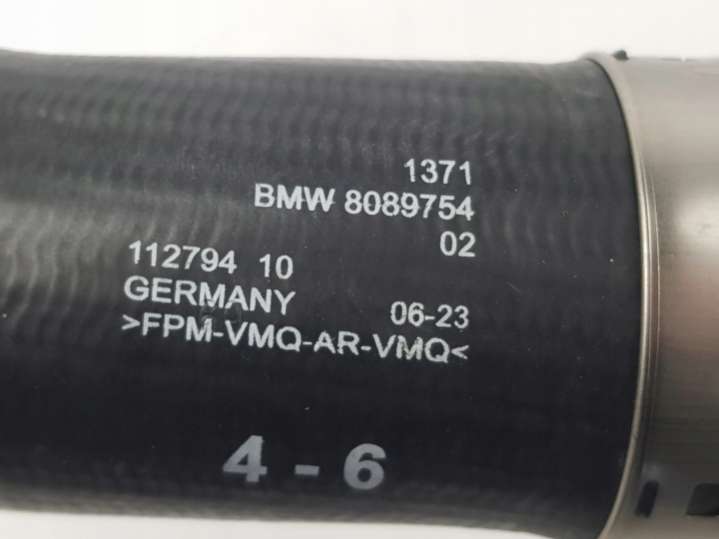 1371
BMW 8089754
02
112794 10
GERMANY 06-23
>FPM-VMQ-AR-VMQ<
4 - 6